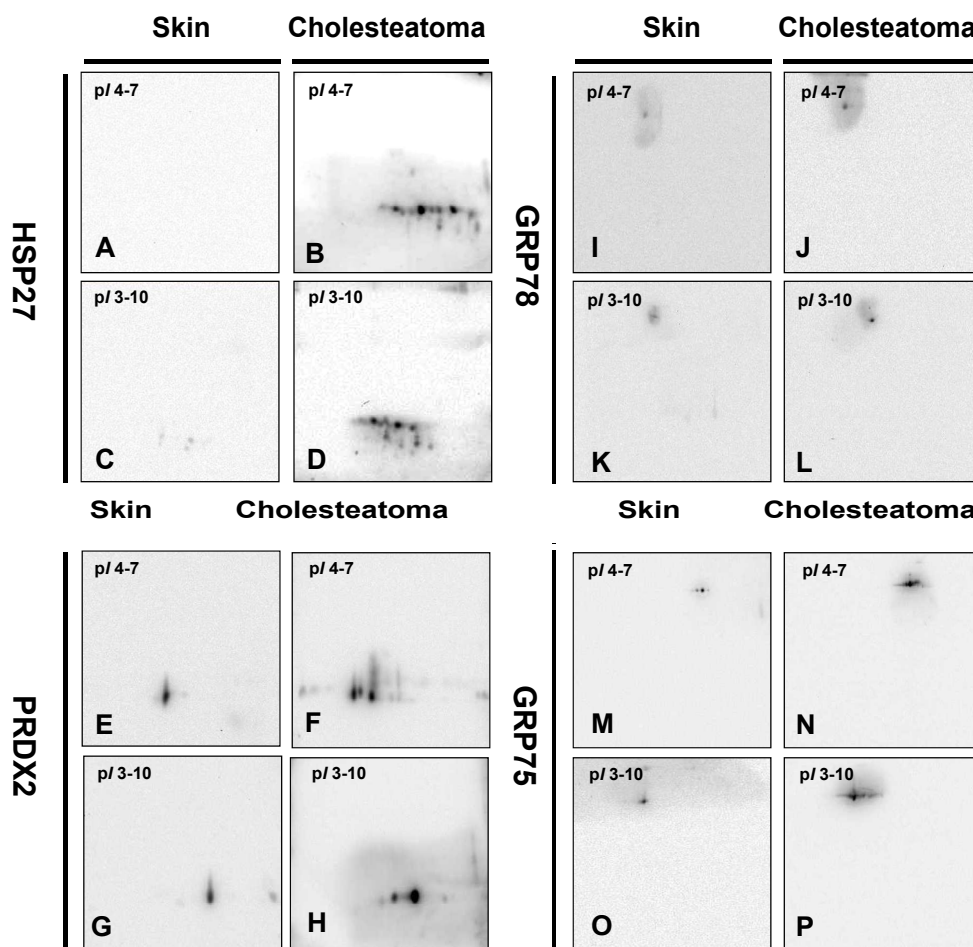 Skin Cholesteatoma
HSP27
pI 4-7
A
pI 4-7
B
pI 3-10
C
pI 3-10
D
Skin Cholesteatoma
PRDX2
pI 4-7
E
pI 4-7
F
pI 3-10
G
pI 3-10
H
Skin Cholesteatoma
GRP78
pI 4-7
I
pI 4-7
J
pI 3-10
K
pI 3-10
L
Skin Cholesteatoma
GRP75
pI 4-7
M
pI 4-7
N
pI 3-10
O
pI 3-10
P